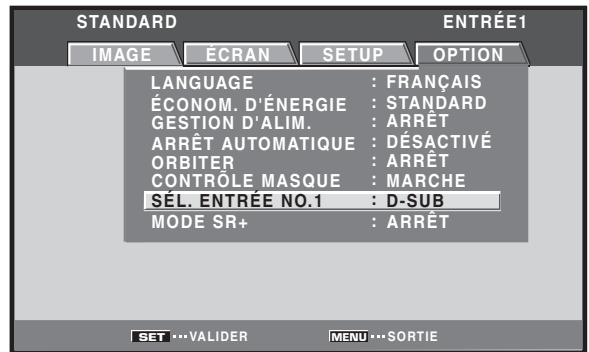 STANDARD ENTRÉE1
IMAGE ÉCRAN SETUP OPTION
LANGUAGE : FRANÇAIS
ÉCONOM. D'ÉNERGIE : STANDARD
GESTION D'ALIM. : ARRÊT
ARRÊT AUTOMATIQUE : DÉSACTIVÉ
ORBITER : ARRÊT
CONTRÔLE MASQUE : MARCHE
SÉL. ENTRÉE NO.1 : D-SUB
MODE SR+ : ARRÊT
SET ···VALIDER MENU ···SORTIE